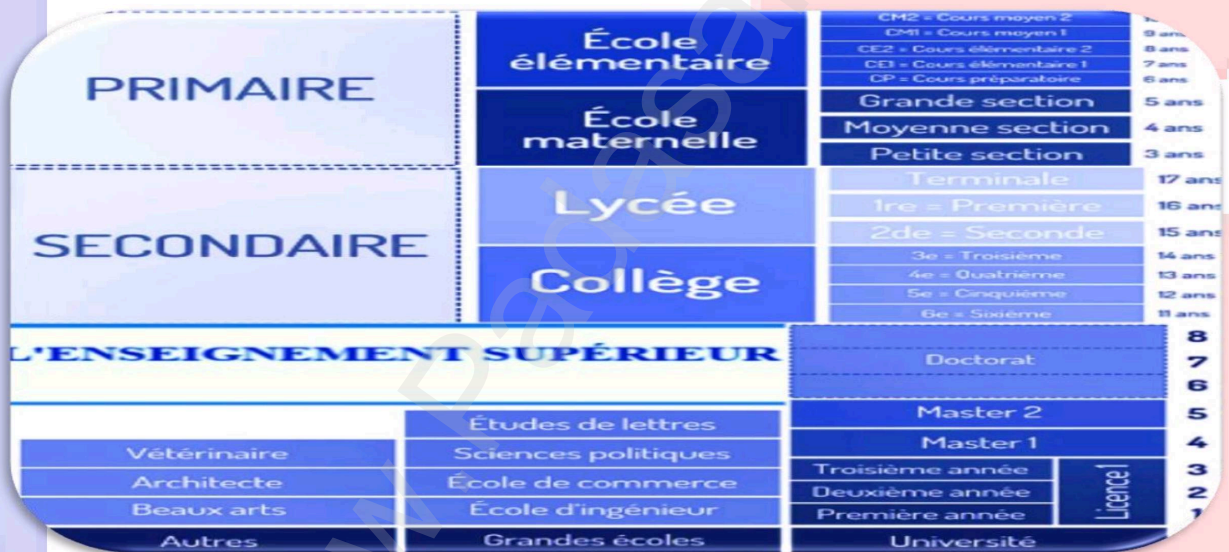 PRIMAIRE
École
élémentaire
CM2 = Cours moyen 2
CM1 = Cours moyen 1
9 ans
CE2 = Cours élémentaire 2
8 ans
CE1 = Cours élémentaire 1
7 ans
CP = Cours préparatoire
6 ans
École
maternelle
Grande section
5 ans
Moyenne section
4 ans
Petite section
3 ans
SECONDAIRE
Lycée
Terminale
17 ans
1re = Première
16 ans
2de = Seconde
15 ans
Collège
3e = Troisième
14 ans
4e = Quatrième
13 ans
5e = Cinquième
12 ans
6e = Sixième
11 ans
L'ENSEIGNEMENT SUPÉRIEUR
Doctorat
8
7
6
Master 2
5
Master 1
4
Troisième année
3
Deuxième année
2
Première année
1
Licence 1
Université
Études de lettres
Sciences politiques
École de commerce
École d'ingénieur
Grandes écoles
Vétérinaire
Architecte
Beaux arts
Autres